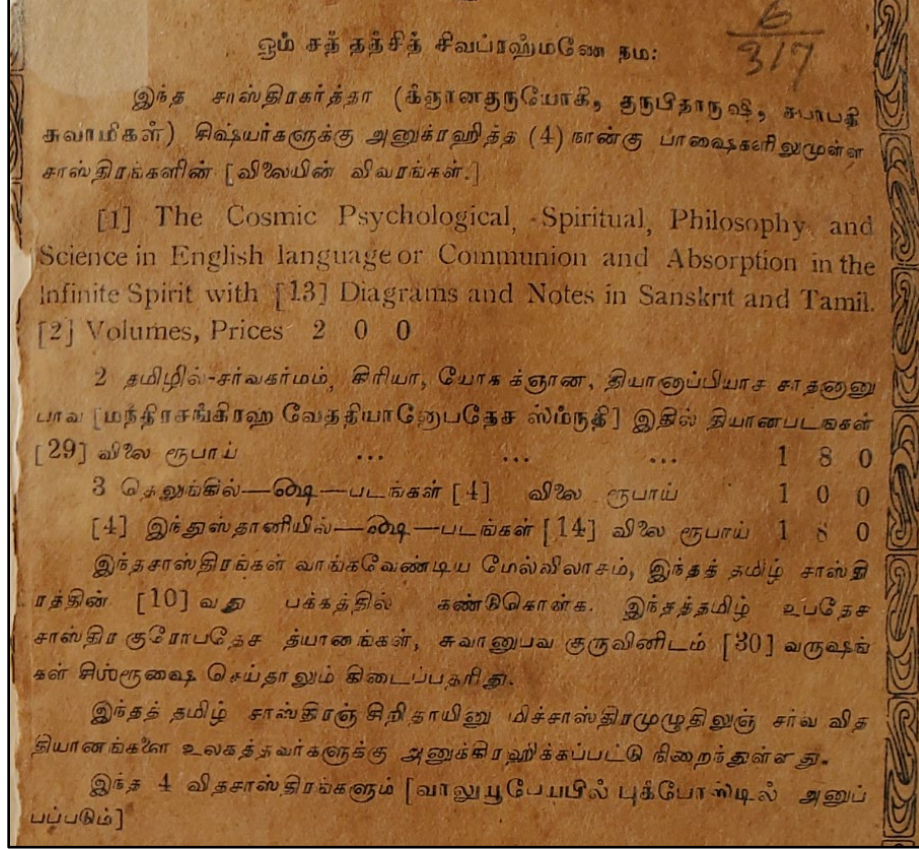 6
317
ஓம் சத் தத்சித் சிவப்ரஹ்மணே நம:
இந்த சாஸ்திரகர்த்தா (க்ஞானகுருயோகி, குருபிதாருஷி, சுபாபதி
சுவாமிகள்) சிஷ்யர்களுக்கு அனுக்ரஹித்த (4) நான்கு பாஷைகளிலுமுள்ள
சாஸ்திரங்களின் [விலையின் விவரங்கள்.]
[1] The Cosmic Psychological, Spiritual, Philosophy and
Science in English language or Communion and Absorption in the
Infinite Spirit with [13] Diagrams and Notes in Sanskrit and Tamil.
[2] Volumes, Prices 2 0 0
2 தமிழில்-சர்வகர்மம், கிரியா, யோக க்ஞான, தியானாப்பியாச சாதனானு
பாவ [மந்திரசங்கிரஹ வேததியானோபதேச ஸ்ம்ருதி] இதில் தியானபடங்கள்
[29] விலை ரூபாய் ... ... ... 1 8 0
3 தெலுங்கில்—௸—படங்கள் [4] விலை ரூபாய் 1 0 0
[4] இந்துஸ்தானியில்—௸—படங்கள் [14] விலை ரூபாய் 1 8 0
இந்தசாஸ்திரங்கள் வாங்கவேண்டிய மேல்விலாசம், இந்தத் தமிழ் சாஸ்தி
ரத்தின் [10] வது பக்கத்தில் கண்டுகொள்க. இந்தத்தமிழ் உபதேச
சாஸ்திர குரோபதேச த்யானங்கள், சுவானுபவ குருவினிடம் [30] வருஷங்
கள் சிஶ்ரூஷை செய்தாலும் கிடைப்பதரிது.
இந்தத் தமிழ் சாஸ்திரஞ் சிறிதாயினு மிச்சாஸ்திரமுழுதிலுஞ் சர்வ வித
தியானங்களை உலகத்தவர்களுக்கு அனுக்கிரஹிக்கப்பட்டு நிறைந்துள்ளது.
இந்த 4 விதசாஸ்திரங்களும் [வாலுயூபேயபில் புக்போஸ்டில் அனுப்
பப்படும்]